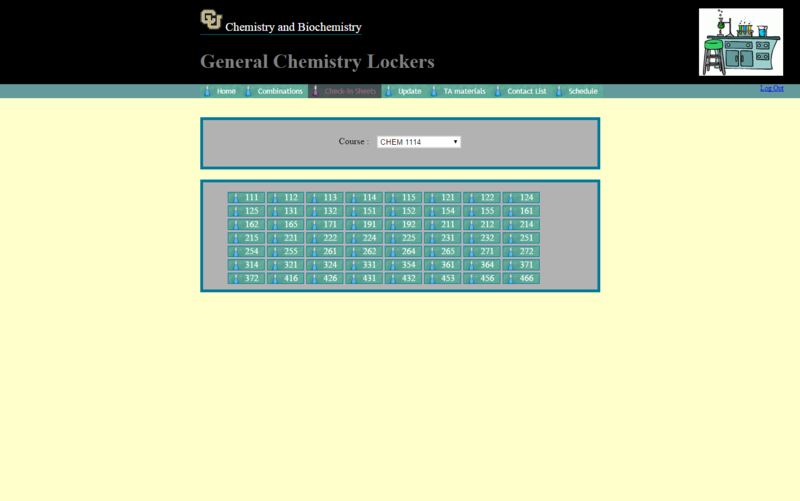 CU Chemistry and Biochemistry
General Chemistry Lockers
Home Combinations Check-In Sheets Update TA materials Contact List Schedule Log Out
Course : CHEM 1114
111 112 113 114 115 121 122 124
125 131 132 151 152 154 155 161
162 165 171 191 192 211 212 214
215 221 222 224 225 231 232 251
254 255 261 262 262 265 271 272
314 321 324 331 354 361 364 371
372 416 426 431 432 453 456 466